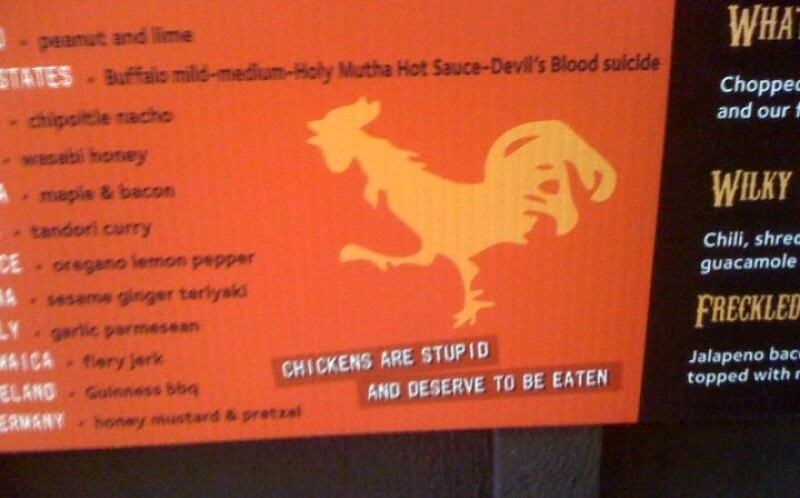 - peanut and lime
STATES - Buffalo mild-medium-Holy Mutha Hot Sauce-Devil's Blood suicide
- chipoltle nacho
- wasabi honey
A - maple & bacon
- tandori curry
CE - oregano lemon pepper
A - sesame ginger teriyaki
LY - garlic parmesean
MAICA - fiery jerk
ELAND - Guinness bbq
ERMANY - honey mustard & pretzel
CHICKENS ARE STUPID
AND DESERVE TO BE EATEN
WHAT
Chopped
and our f
WILKY
Chili, shred
guacamole
FRECKLED
Jalapeno bac
topped with